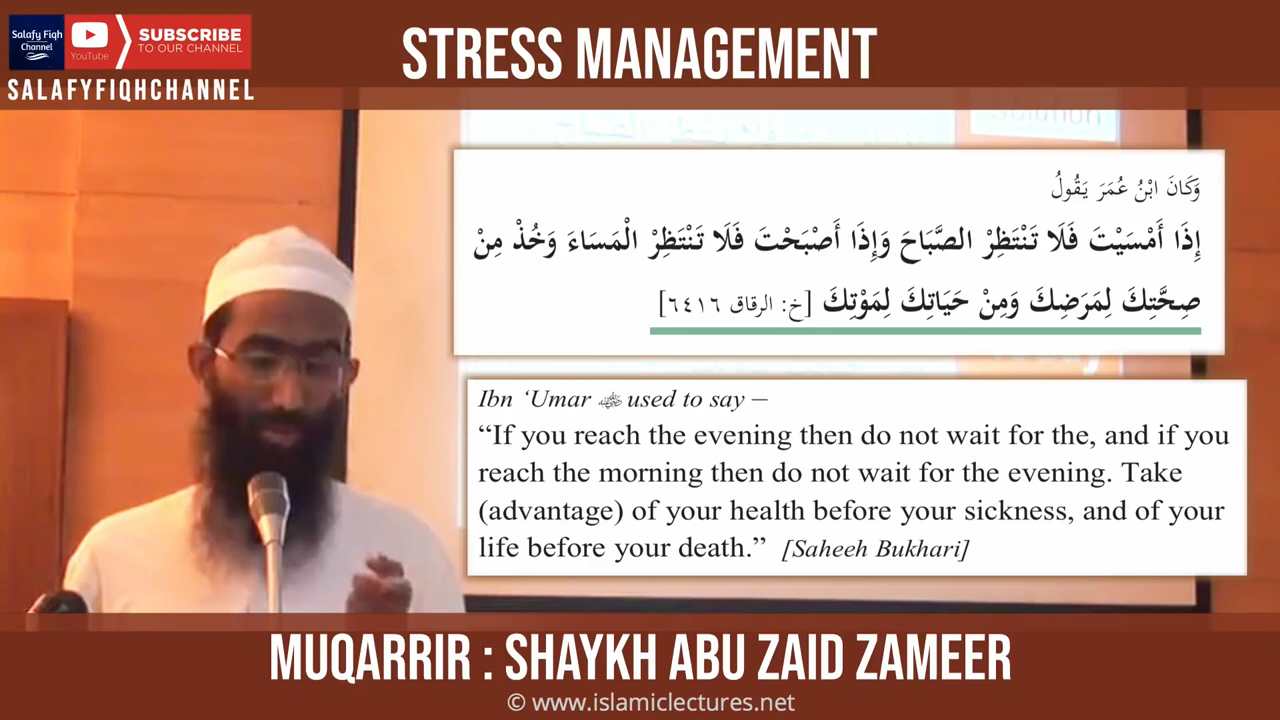 Salafy Fiqh
Channel
YouTube
SUBSCRIBE
TO OUR CHANNEL
SALAFYFIQHCHANNEL
STRESS MANAGEMENT
Solution
وَكَانَ ابْنُ عُمَرَ يَقُولُ
إِذَا أَمْسَيْتَ فَلَا تَنْتَظِرْ الصَّبَاحَ وَإِذَا أَصْبَحْتَ فَلَا تَنْتَظِرْ الْمَسَاءَ وَخُذْ مِنْ
صِحَّتِكَ لِمَرَضِكَ وَمِنْ حَيَاتِكَ لِمَوْتِكَ [خ: الرقاق ٦٤١٦]
Ibn ‘Umar used to say –
“If you reach the evening then do not wait for the, and if you
reach the morning then do not wait for the evening. Take
(advantage) of your health before your sickness, and of your
life before your death.” [Saheeh Bukhari]
MUQARRIR : SHAYKH ABU ZAID ZAMEER
© www.islamiclectures.net